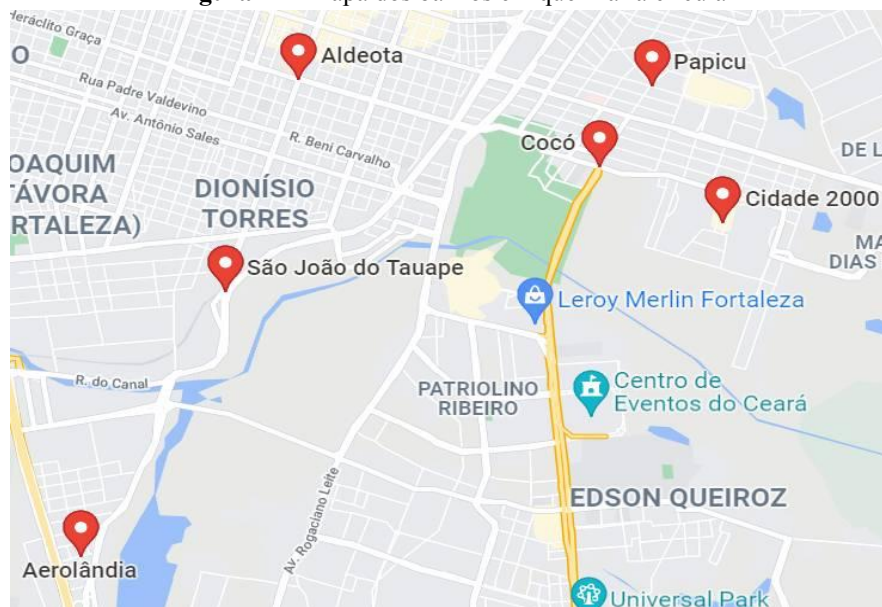 Heráclito Graça
Aldeota
Papicu
Rua Padre Valdevino
Av. Antônio Sales
R. Beni Carvalho
Cocó
DE L
OAQUIM
TÁVORA
RTALEZA)
DIONÍSIO
TORRES
Cidade 2000
MA
DIAS
São João do Tauape
Leroy Merlin Fortaleza
R. do Canal
PATRIOLINO
RIBEIRO
Centro de
Eventos do Ceará
Av. Rogaciano Leite
EDSON QUEIROZ
Aerolândia
Universal Park